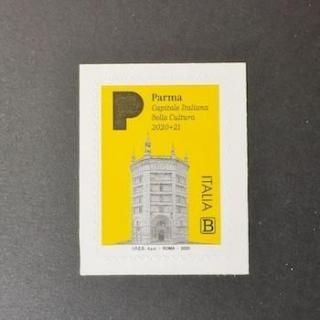 P
Parma
Capitale Italiana
Della Cultura
2020+21
ITALIA
B
I.P.Z.S. S.p.A. - ROMA - 2020